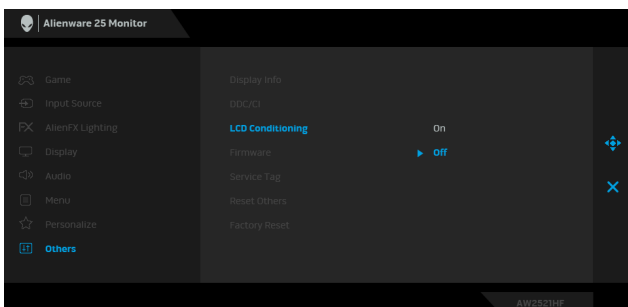 Alienware 25 Monitor
Game
Display Info
Input Source
DDC/CI
AlienFX Lighting
LCD Conditioning
On
Display
Firmware
Off
Audio
Service Tag
Menu
Reset Others
Personalize
Factory Reset
Others
AW2521HF